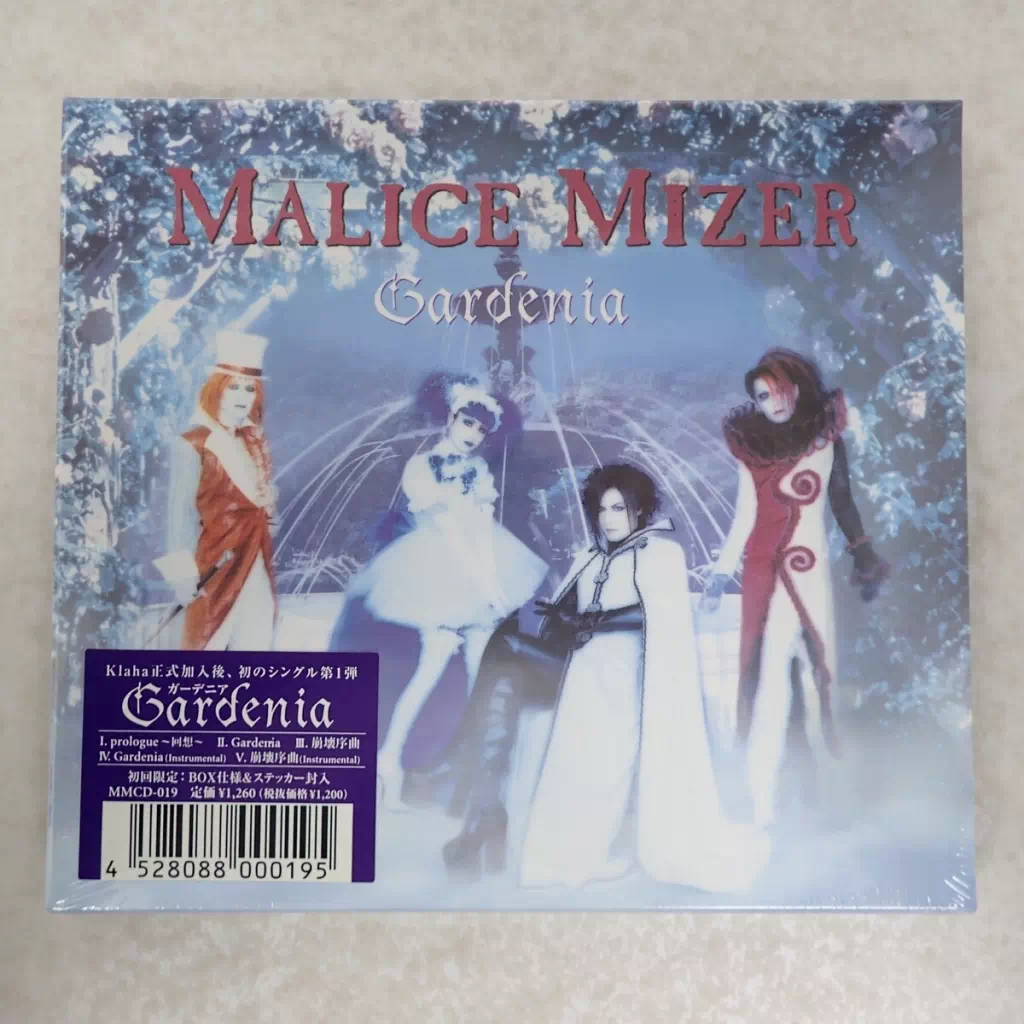 MALICE MIZER
Gardenia
Klaha正式加入後、初のシングル第1弾
ガーデニア
Gardenia
I. prologue～回想～ II. Gardenia III. 崩壊序曲
IV. Gardenia (Instrumental) V. 崩壊序曲 (Instrumental)
初回限定：BOX仕様＆ステッカー封入
MMCD-019 定価¥1,260（税抜価格¥1,200）
4 528088 000195